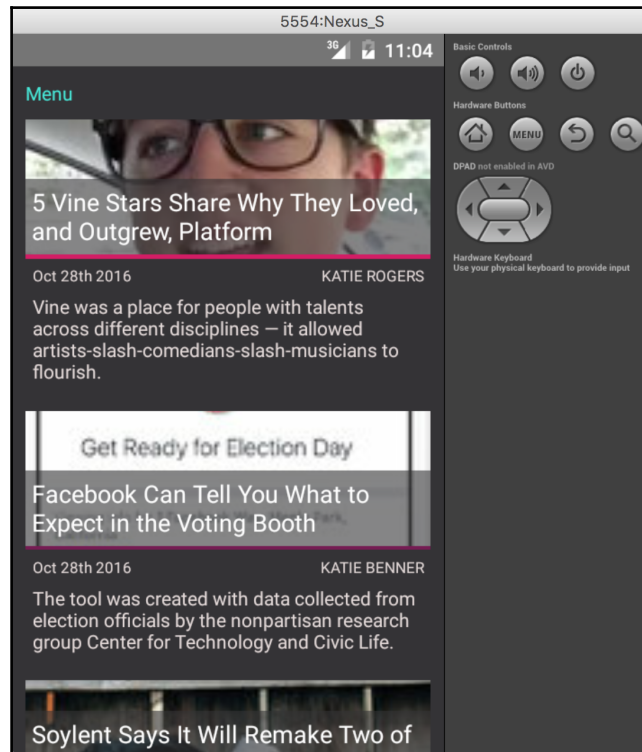 5554:Nexus_S
3G 11:04
Basic Controls
Hardware Buttons
MENU
DPAD not enabled in AVD
Hardware Keyboard
Use your physical keyboard to provide input
Menu
5 Vine Stars Share Why They Loved,
and Outgrew, Platform
Oct 28th 2016 KATIE ROGERS
Vine was a place for people with talents
across different disciplines — it allowed
artists-slash-comedians-slash-musicians to
flourish.
Get Ready for Election Day
Facebook Can Tell You What to
Expect in the Voting Booth
Oct 28th 2016 KATIE BENNER
The tool was created with data collected from
election officials by the nonpartisan research
group Center for Technology and Civic Life.
Soylent Says It Will Remake Two of